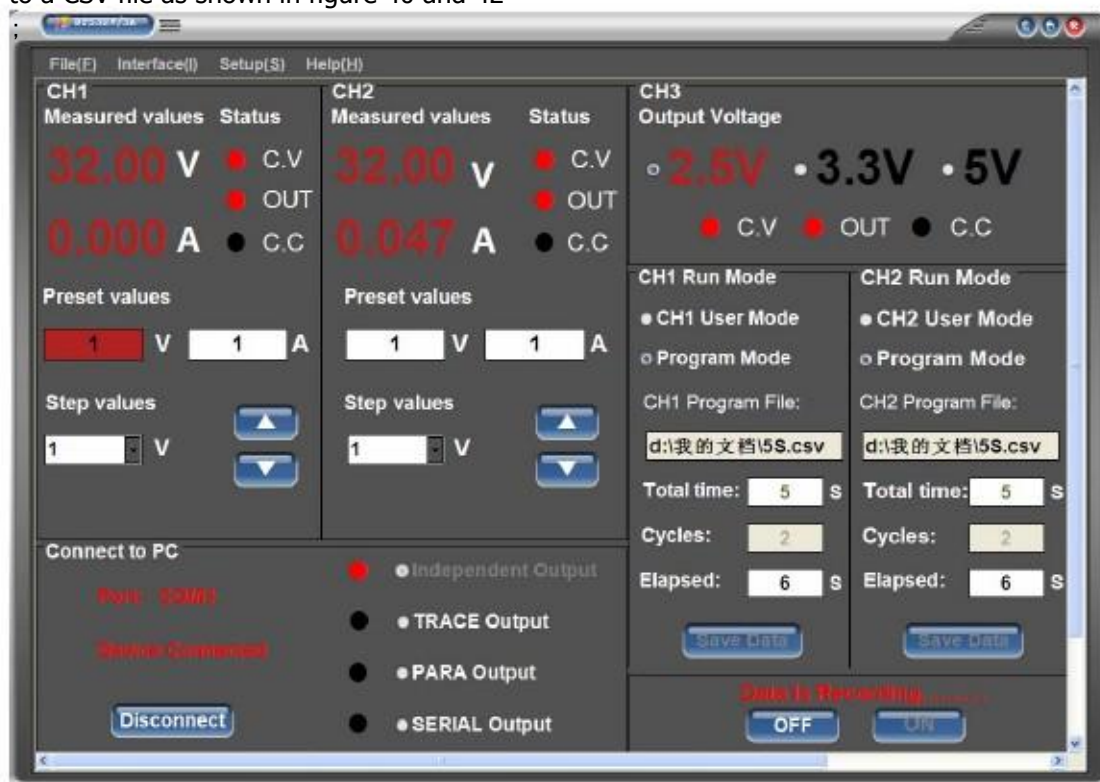 to a CSV file as shown in figure 40 and 42
;
File(F) Interface(I) Setup(S) Help(H)
CH1
Measured values Status
32.00 V C.V
OUT
0.000 A C.C
Preset values
1 V 1 A
Step values
1 V
CH2
Measured values Status
32.00 V C.V
OUT
0.047 A C.C
Preset values
1 V 1 A
Step values
1 V
CH3
Output Voltage
2.5V 3.3V 5V
C.V OUT C.C
CH1 Run Mode
CH1 User Mode
Program Mode
CH1 Program File:
d:\我的文档\5S.csv
Total time: 5 S
Cycles: 2
Elapsed: 6 S
Save Data
CH2 Run Mode
CH2 User Mode
Program Mode
CH2 Program File:
d:\我的文档\5S.csv
Total time: 5 S
Cycles: 2
Elapsed: 6 S
Save Data
Connect to PC
Device Connected
Disconnect
Independent Output
TRACE Output
PARA Output
SERIAL Output
Data Is Recording
OFF ON